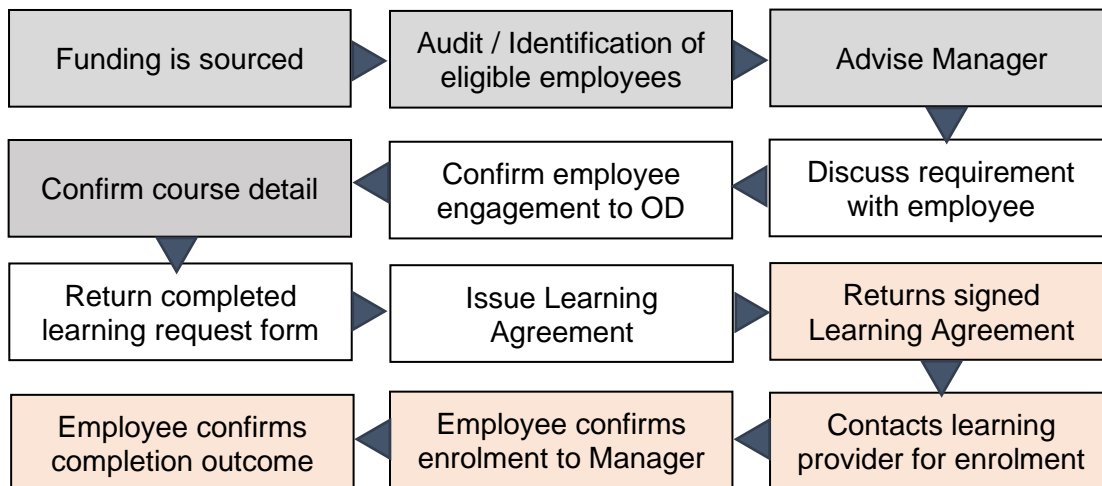 Funding is sourced
Audit / Identification of
eligible employees
Advise Manager
Discuss requirement
with employee
Confirm employee
engagement to OD
Confirm course detail
Return completed
learning request form
Issue Learning
Agreement
Returns signed
Learning Agreement
Contacts learning
provider for enrolment
Employee confirms
enrolment to Manager
Employee confirms
completion outcome